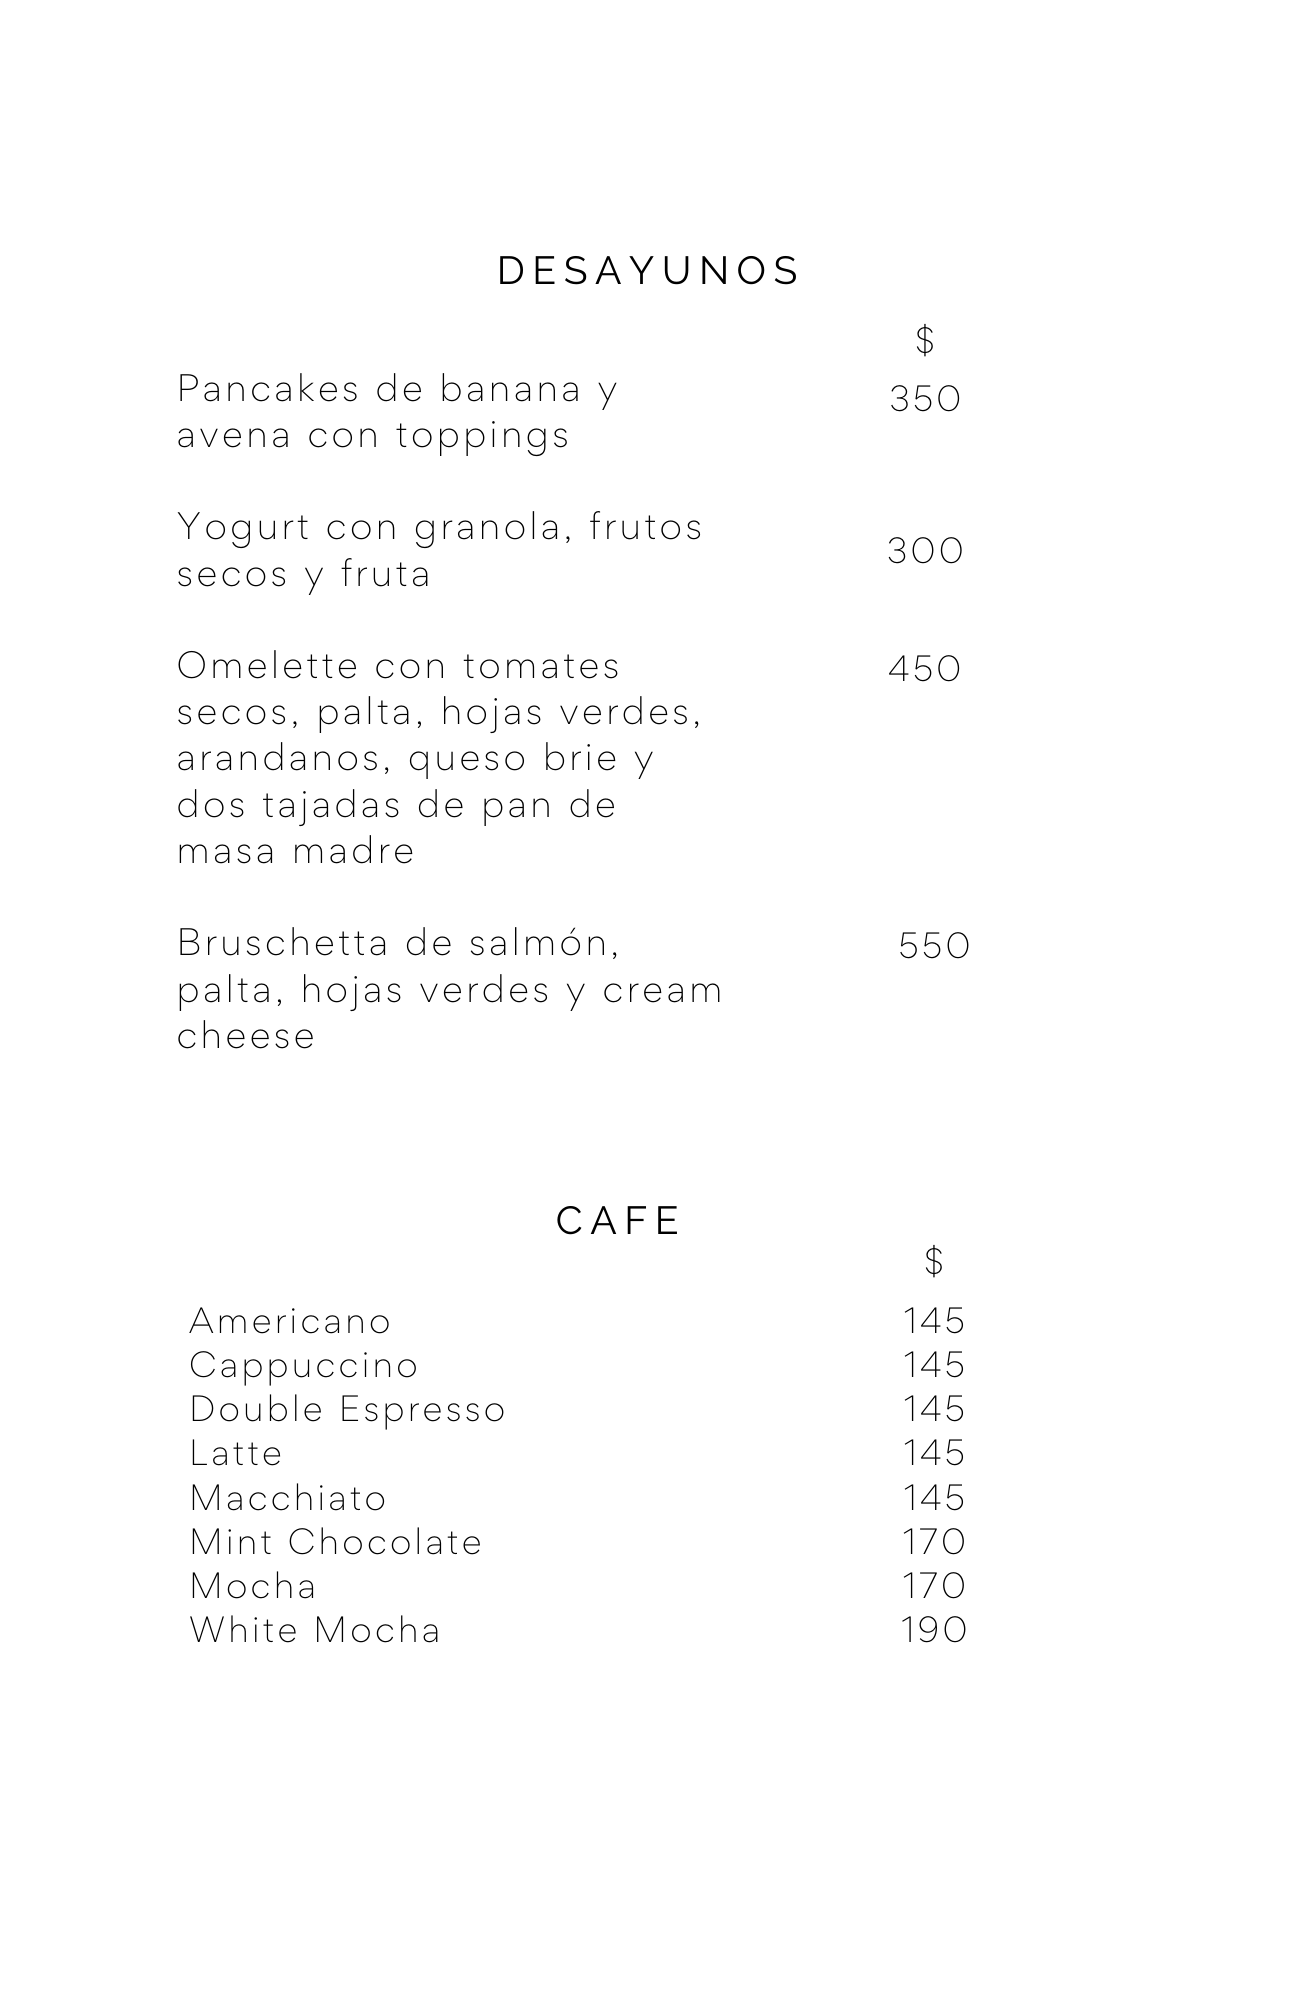 DESAYUNOS
$
Pancakes de banana y 350
avena con toppings
Yogurt con granola, frutos 300
secos y fruta
Omelette con tomates 450
secos, palta, hojas verdes,
arandanos, queso brie y
dos tajadas de pan de
masa madre
Bruschetta de salmón, 550
palta, hojas verdes y cream
cheese
CAFE
$
Americano 145
Cappuccino 145
Double Espresso 145
Latte 145
Macchiato 145
Mint Chocolate 170
Mocha 170
White Mocha 190